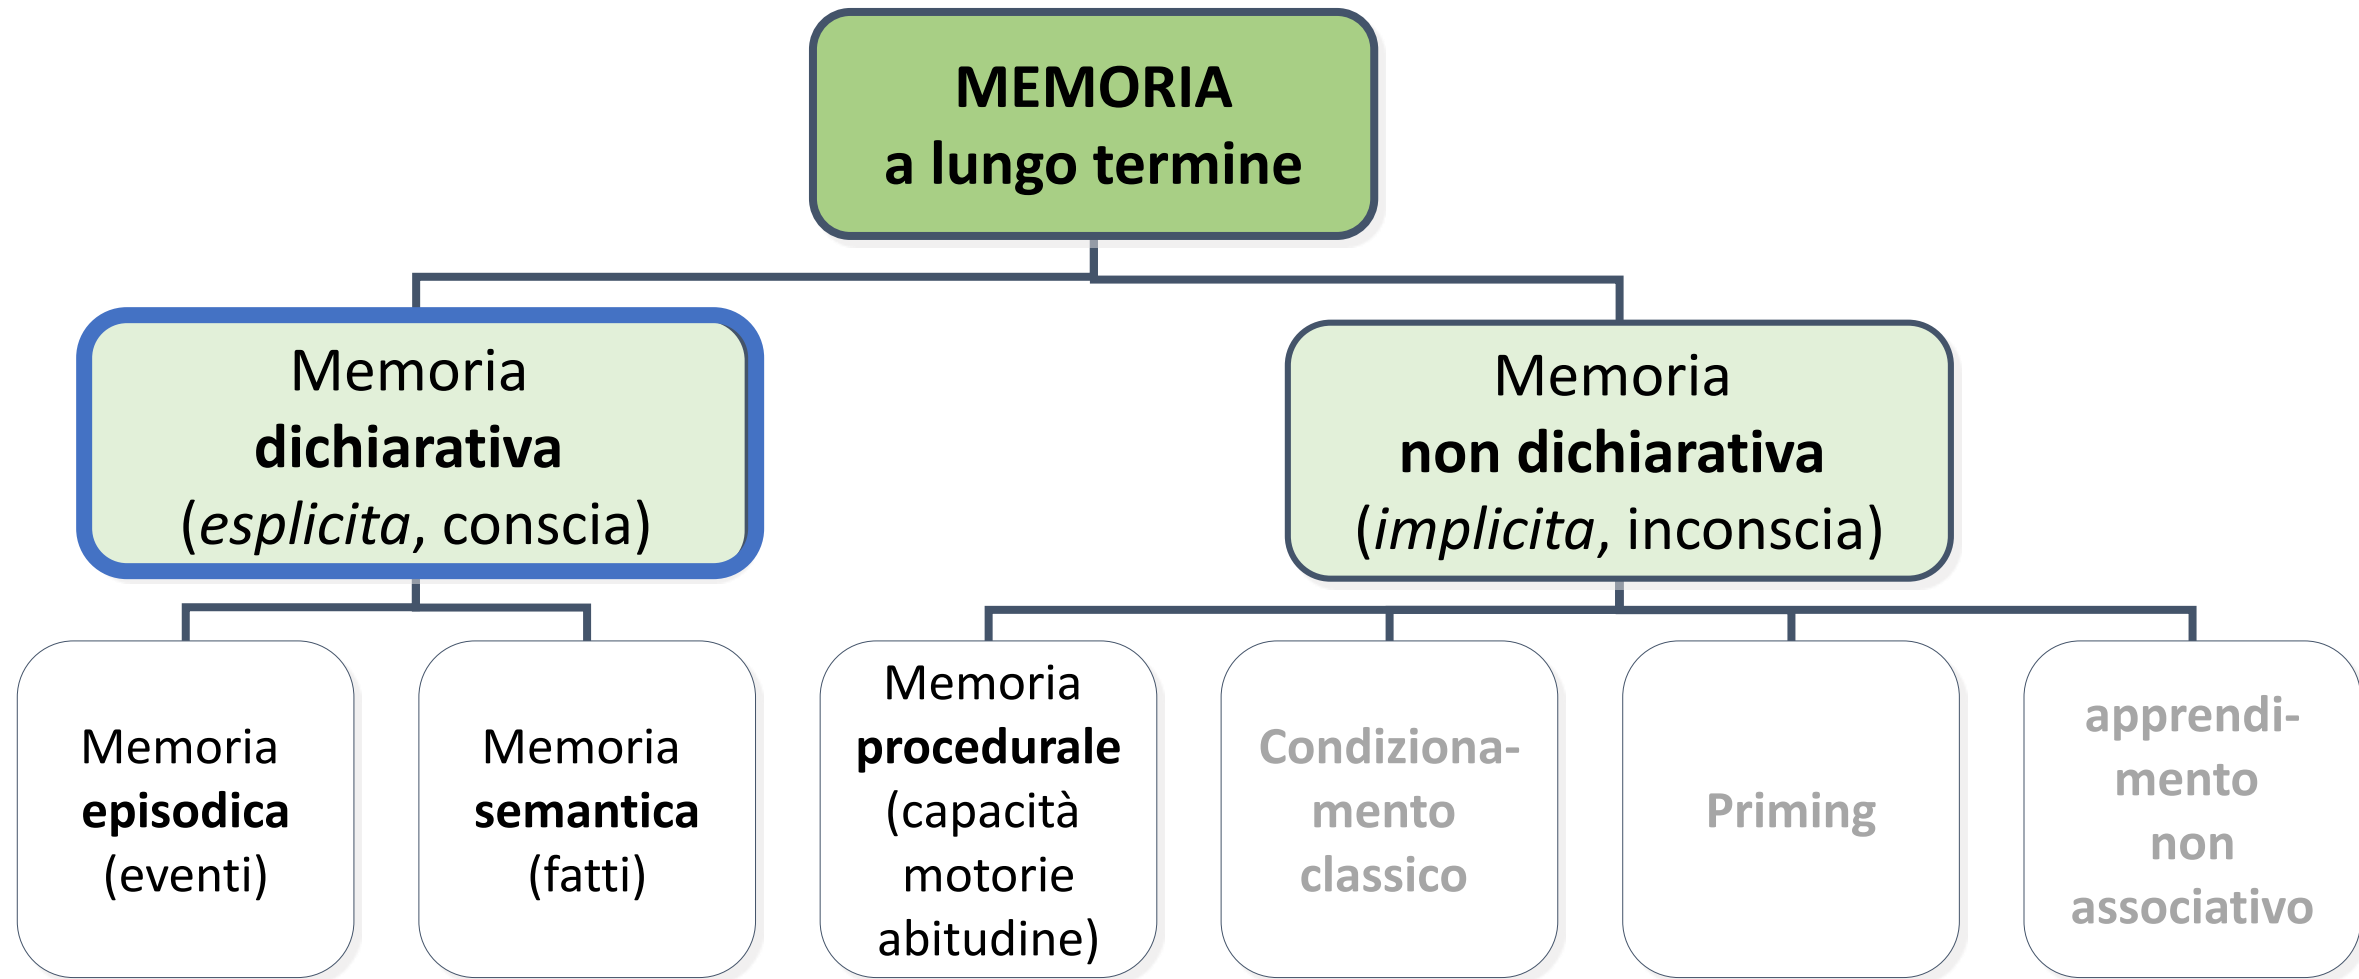 MEMORIA
a lungo termine
Memoria
dichiarativa
(esplicita, conscia)
Memoria
non dichiarativa
(implicita, inconscia)
Memoria
episodica
(eventi)
Memoria
semantica
(fatti)
Memoria
procedurale
(capacità
motorie
abitudine)
Condiziona-
mento
classico
Priming
apprendi-
mento
non
associativo